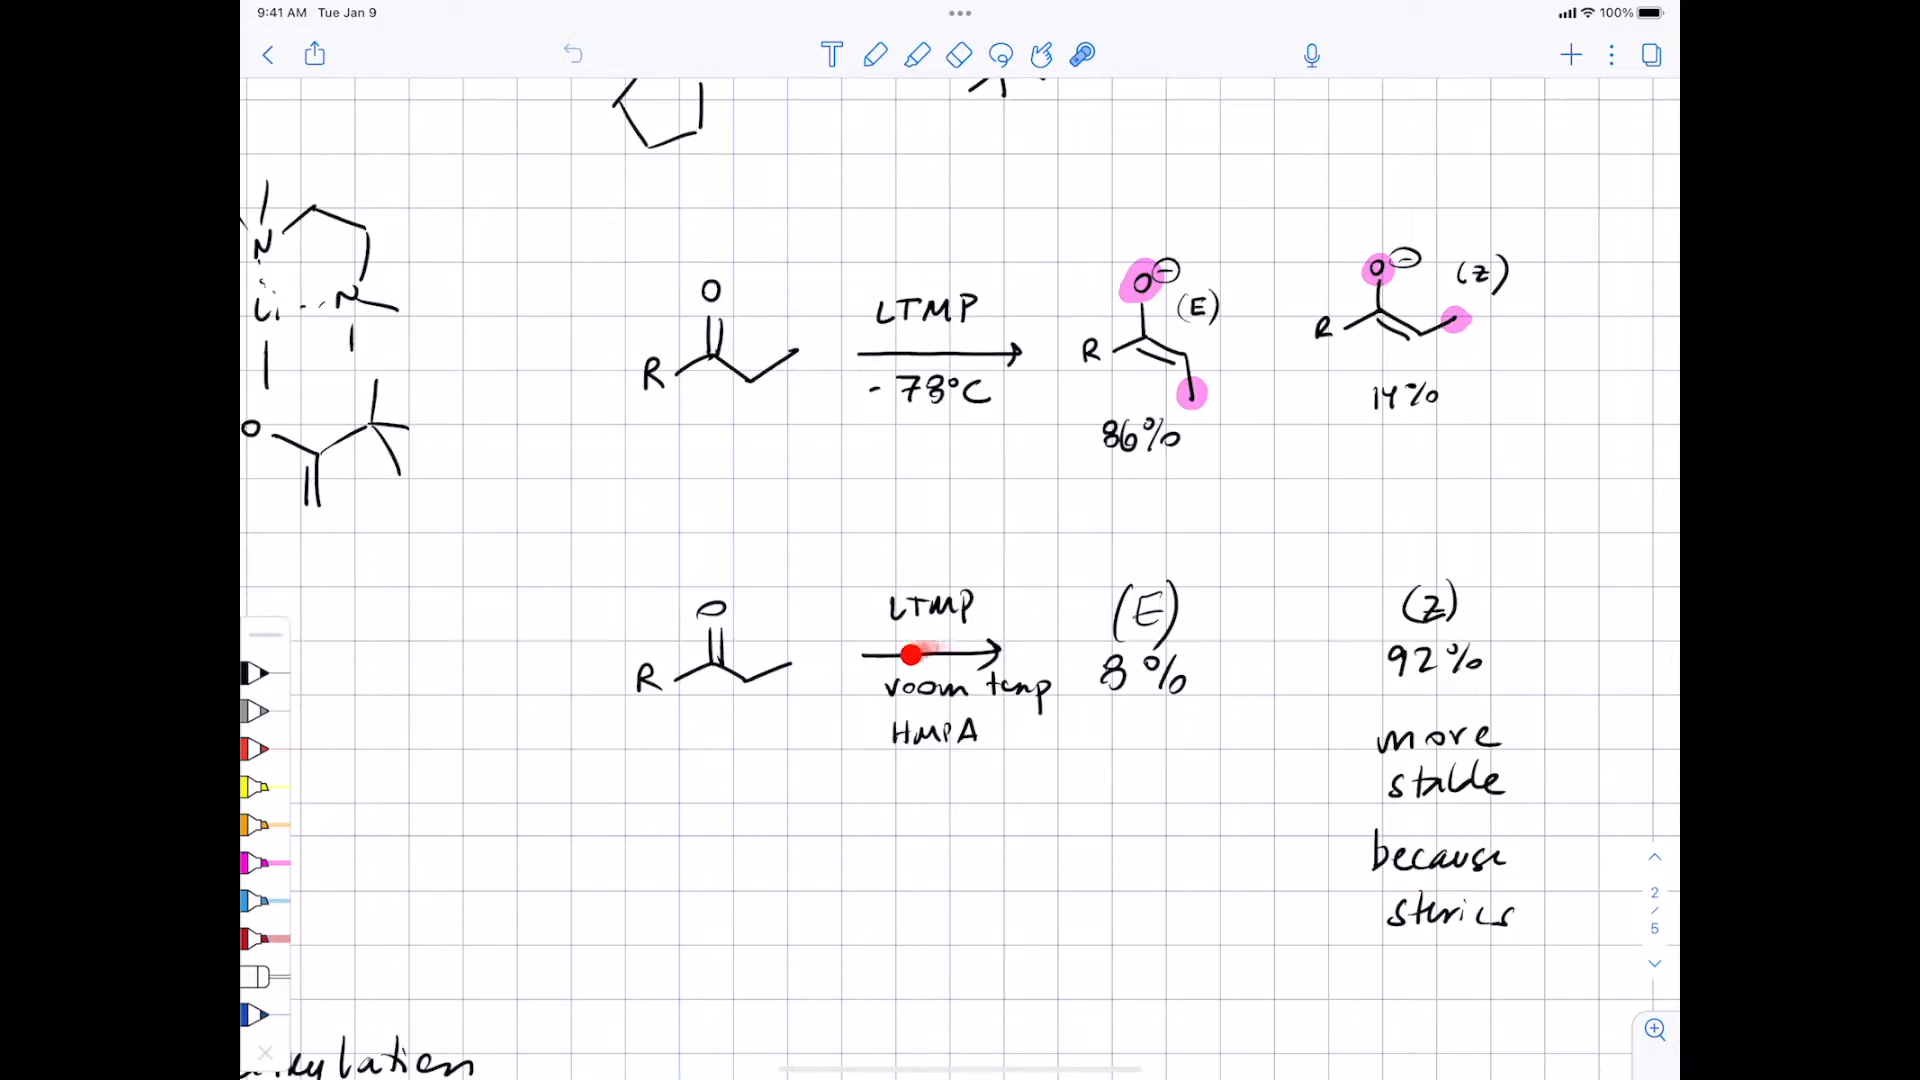 9:41 AM Tue Jan 9
100%
N
Li
N
O
O
R
LTMP
-78°C
O⊖
(E)
R
86%
O⊖
(Z)
R
14%
O
R
LTMP
room temp
HMPA
(E)
8%
(Z)
92%
more
stable
because
sterics
2
/
5